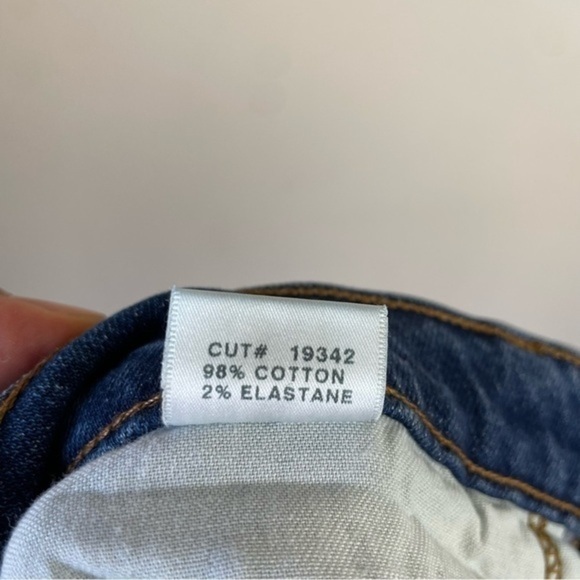 CUT# 19342
98% COTTON
2% ELASTANE